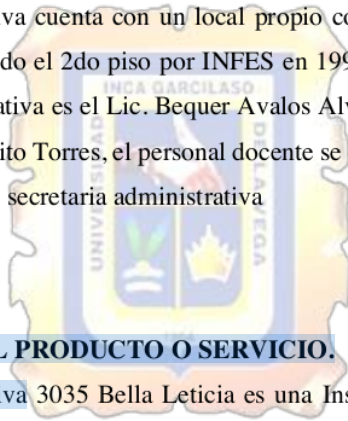 va cuenta con un local propio co
do el 2do piso por INFES en 199
ativa es el Lic. Bequer Avalos Alv
ito Torres, el personal docente se
secretaria administrativa
INCA GARCILASO
UNIVERSIDAD
DE LA VEGA
L PRODUCTO O SERVICIO.
va 3035 Bella Leticia es una Ins